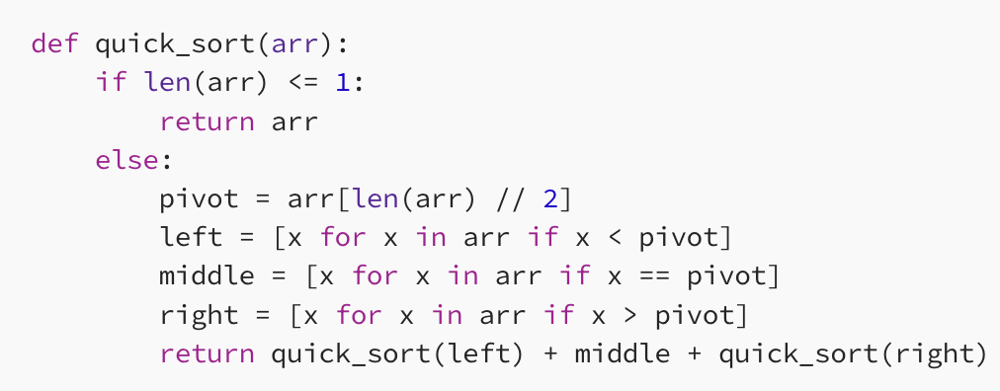 def quick_sort(arr):
    if len(arr) <= 1:
        return arr
    else:
        pivot = arr[len(arr) // 2]
        left = [x for x in arr if x < pivot]
        middle = [x for x in arr if x == pivot]
        right = [x for x in arr if x > pivot]
        return quick_sort(left) + middle + quick_sort(right)